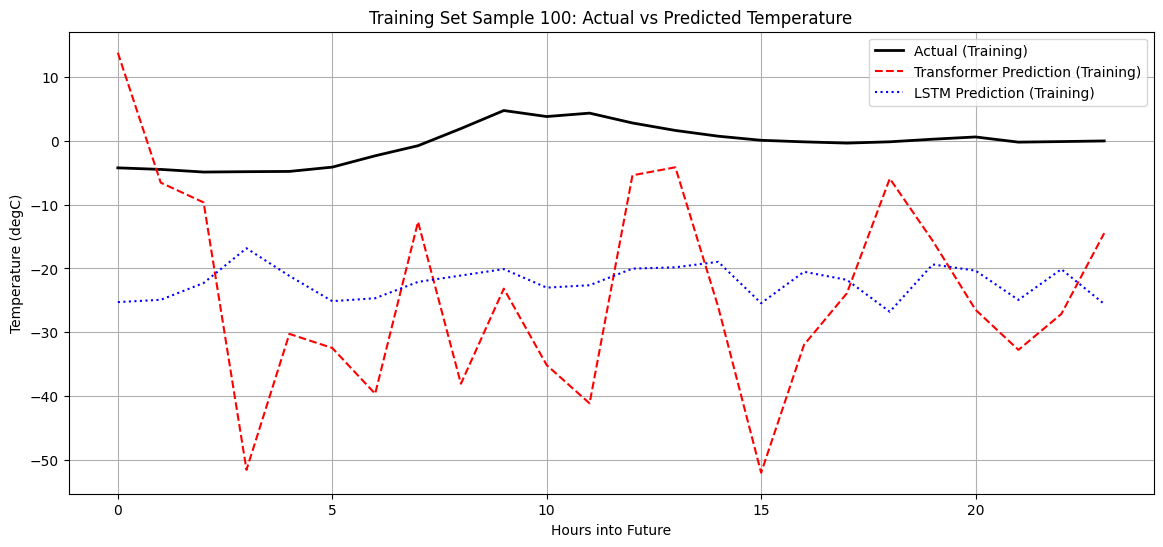 Training Set Sample 100: Actual vs Predicted Temperature
Actual (Training)
Transformer Prediction (Training)
LSTM Prediction (Training)
Temperature (degC)
10
0
−10
−20
−30
−40
−50
0
5
10
15
20
Hours into Future